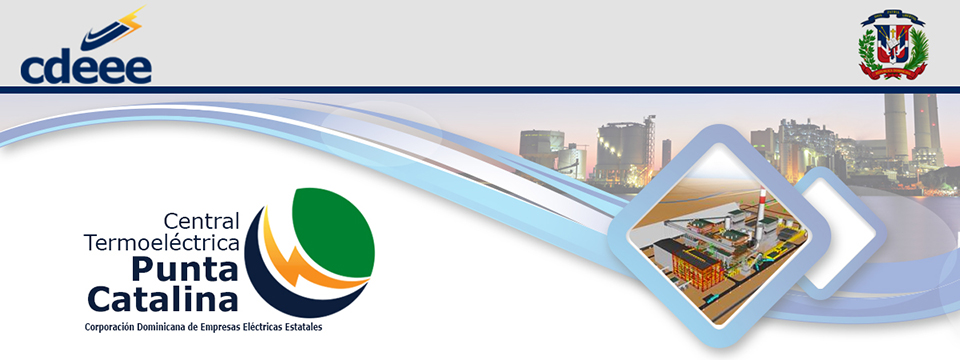 cdeee
Central
Termoeléctrica
Punta
Catalina
Corporación Dominicana de Empresas Eléctricas Estatales